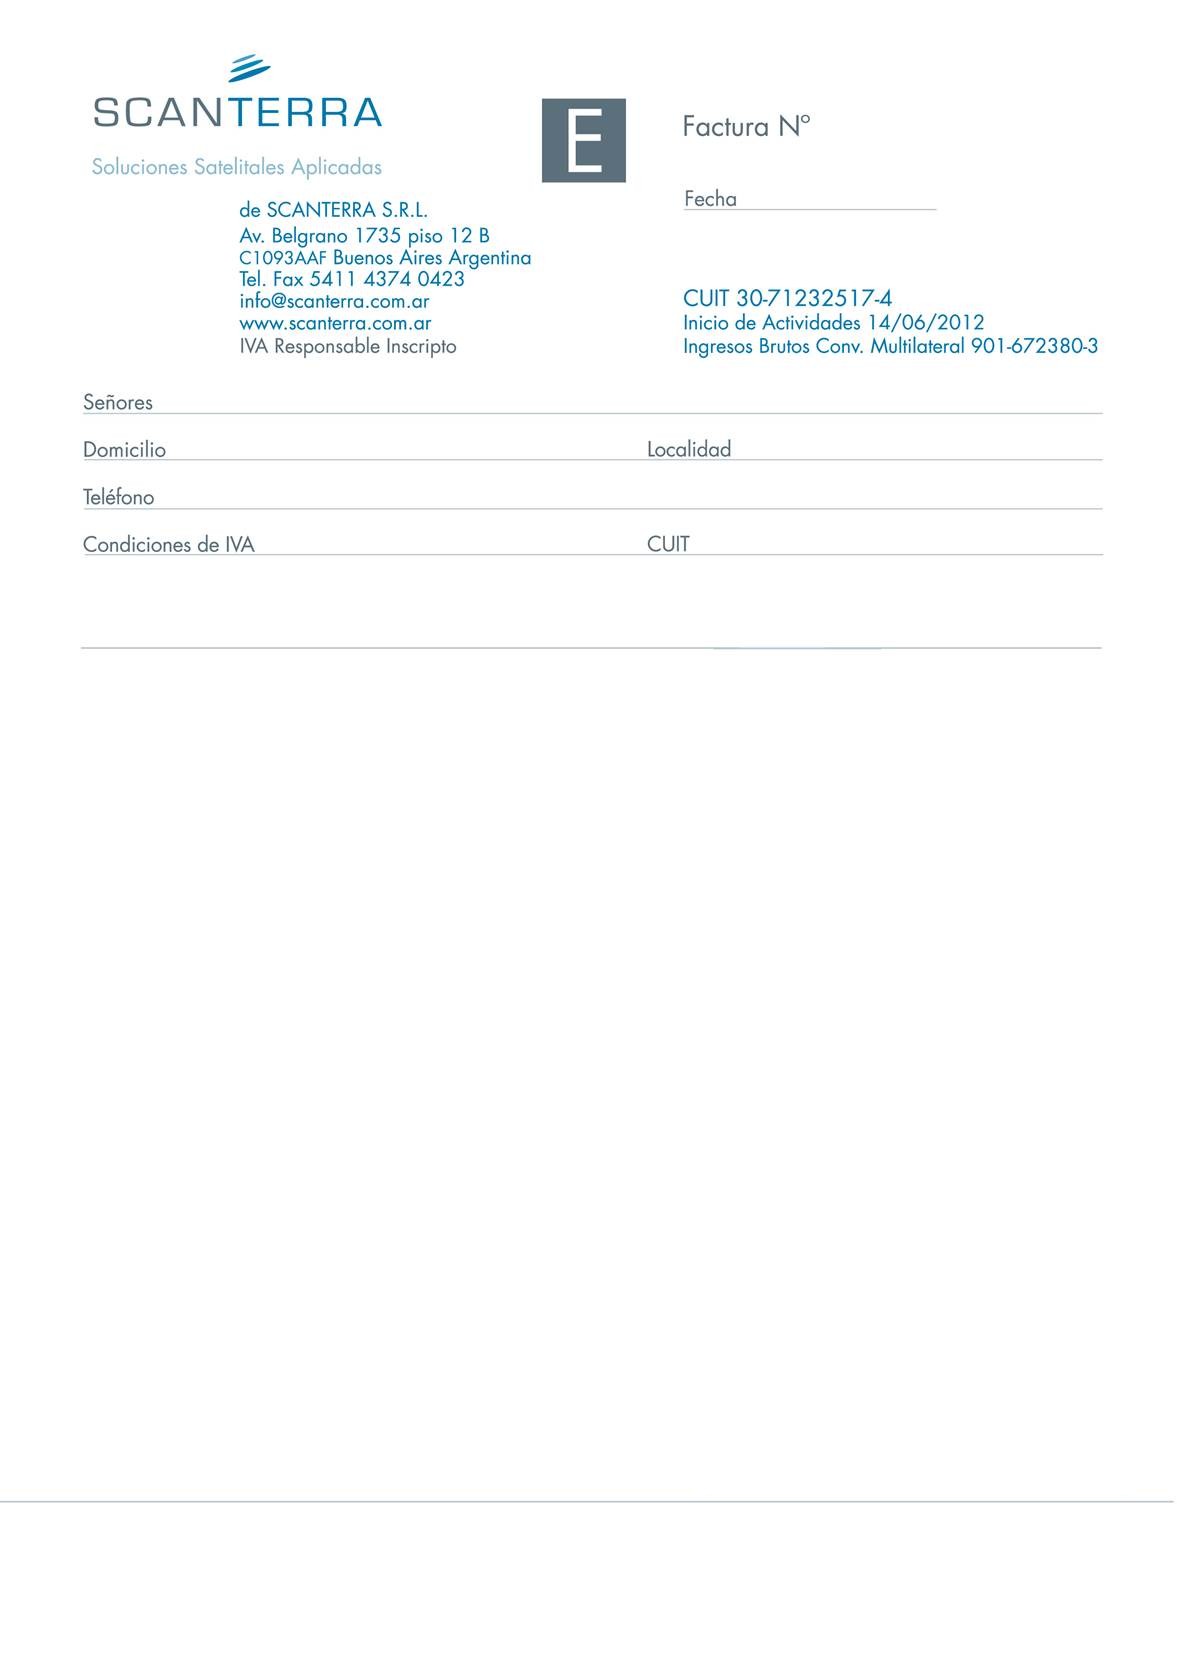 SCANTERRA
Soluciones Satelitales Aplicadas
de SCANTERRA S.R.L.
Av. Belgrano 1735 piso 12 B
C1093AAF Buenos Aires Argentina
Tel. Fax 5411 4374 0423
info@scanterra.com.ar
www.scanterra.com.ar
IVA Responsable Inscripto
E
Factura Nº
Fecha
CUIT 30-71232517-4
Inicio de Actividades 14/06/2012
Ingresos Brutos Conv. Multilateral 901-672380-3
Señores
Domicilio Localidad
Teléfono
Condiciones de IVA CUIT